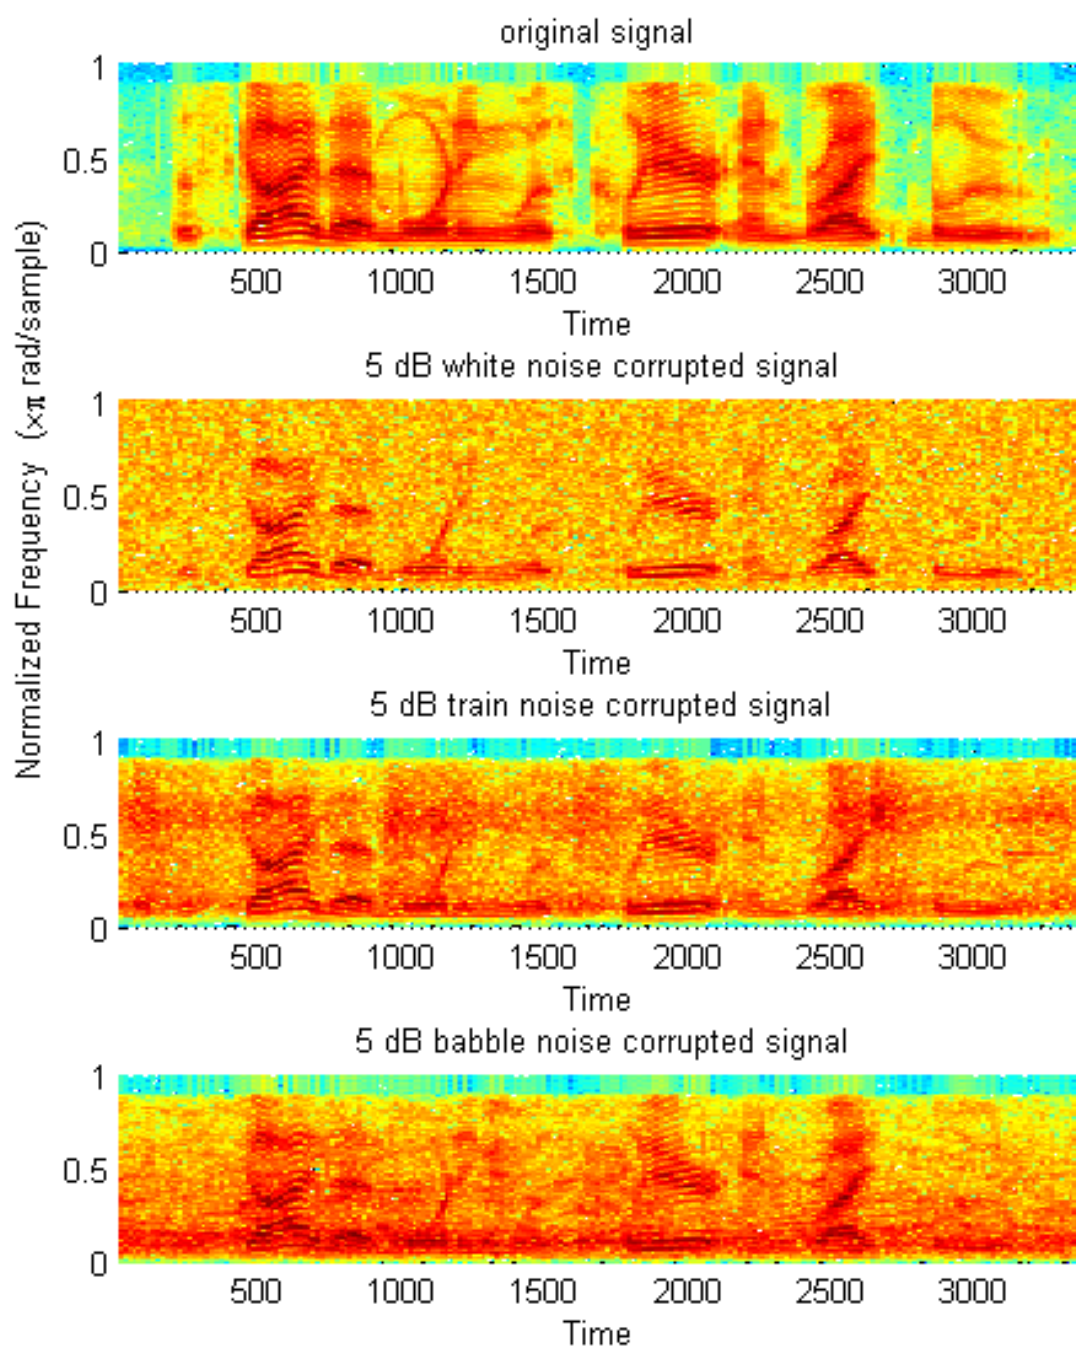 original signal
1
0.5
0
500 1000 1500 2000 2500 3000
Time
5 dB white noise corrupted signal
1
0.5
0
500 1000 1500 2000 2500 3000
Time
Normalized Frequency (×π rad/sample)
5 dB train noise corrupted signal
1
0.5
0
500 1000 1500 2000 2500 3000
Time
5 dB babble noise corrupted signal
1
0.5
0
500 1000 1500 2000 2500 3000
Time